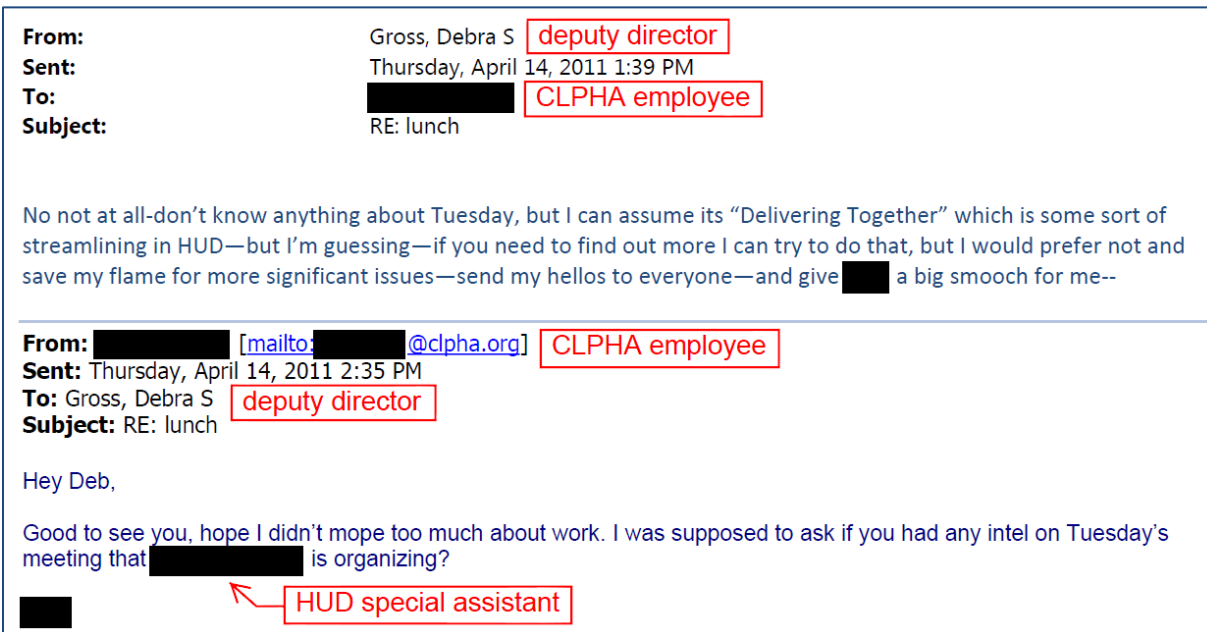 From: Gross, Debra S deputy director
Sent: Thursday, April 14, 2011 1:39 PM
To: CLPHA employee
Subject: RE: lunch
No not at all-don’t know anything about Tuesday, but I can assume its “Delivering Together” which is some sort of
streamlining in HUD—but I’m guessing—if you need to find out more I can try to do that, but I would prefer not and
save my flame for more significant issues—send my hellos to everyone—and give a big smooch for me--
From: [mailto: @clpha.org] CLPHA employee
Sent: Thursday, April 14, 2011 2:35 PM
To: Gross, Debra S deputy director
Subject: RE: lunch
Hey Deb,
Good to see you, hope I didn’t mope too much about work. I was supposed to ask if you had any intel on Tuesday’s
meeting that is organizing?
HUD special assistant